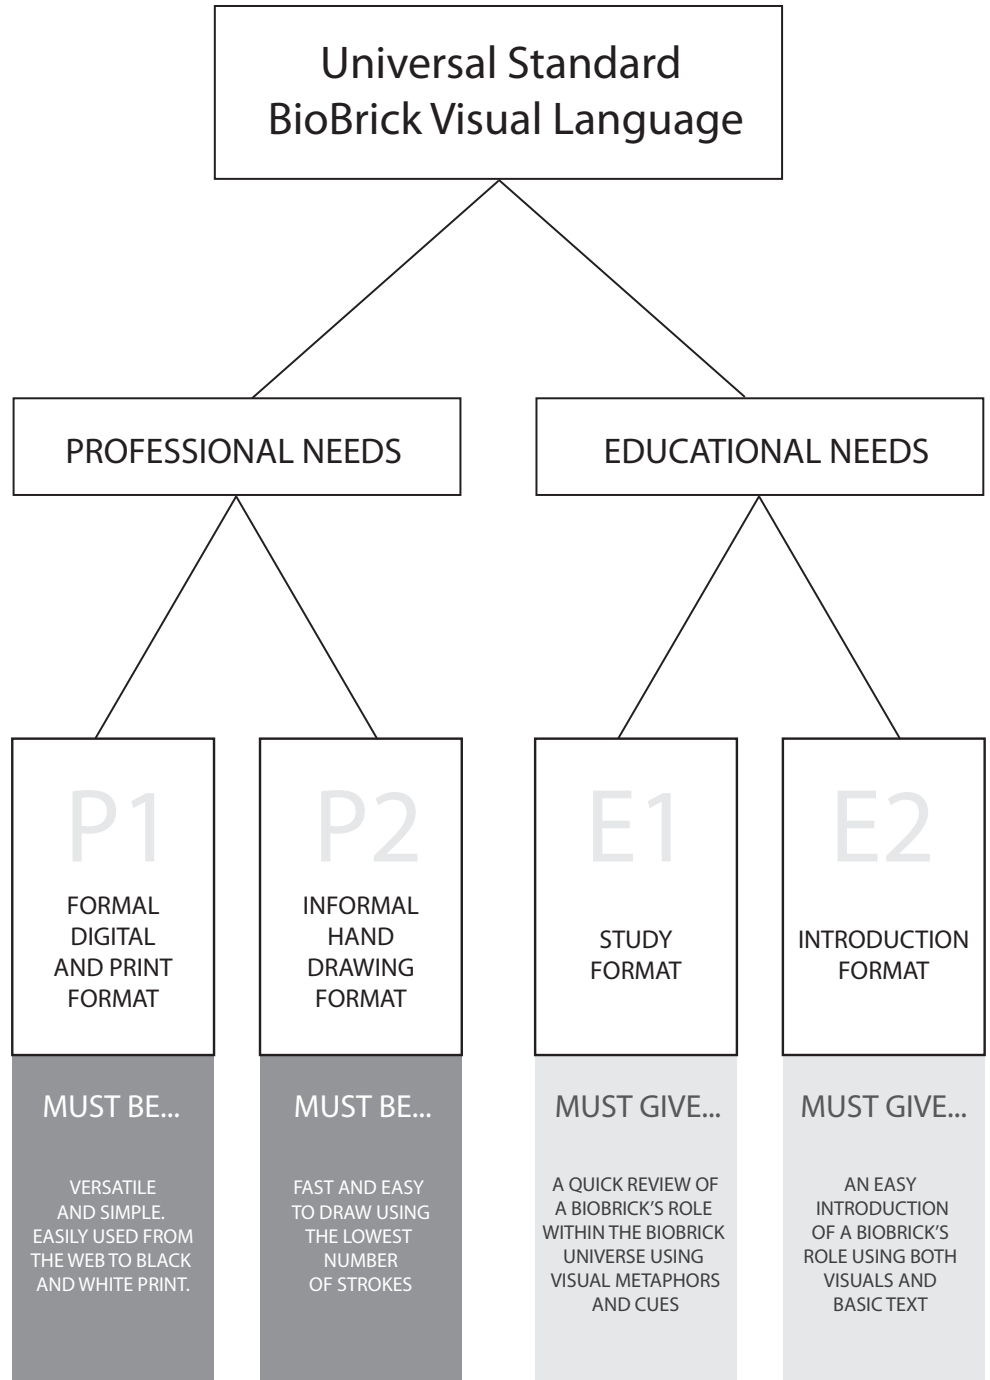 Universal Standard
BioBrick Visual Language
PROFESSIONAL NEEDS
EDUCATIONAL NEEDS
P1
FORMAL
DIGITAL
AND PRINT
FORMAT
MUST BE...
VERSATILE
AND SIMPLE.
EASILY USED FROM
THE WEB TO BLACK
AND WHITE PRINT.
P2
INFORMAL
HAND
DRAWING
FORMAT
MUST BE...
FAST AND EASY
TO DRAW USING
THE LOWEST
NUMBER
OF STROKES
E1
STUDY
FORMAT
MUST GIVE...
A QUICK REVIEW OF
A BIOBRICK'S ROLE
WITHIN THE BIOBRICK
UNIVERSE USING
VISUAL METAPHORS
AND CUES
E2
INTRODUCTION
FORMAT
MUST GIVE...
AN EASY
INTRODUCTION
OF A BIOBRICK'S
ROLE USING BOTH
VISUALS AND
BASIC TEXT